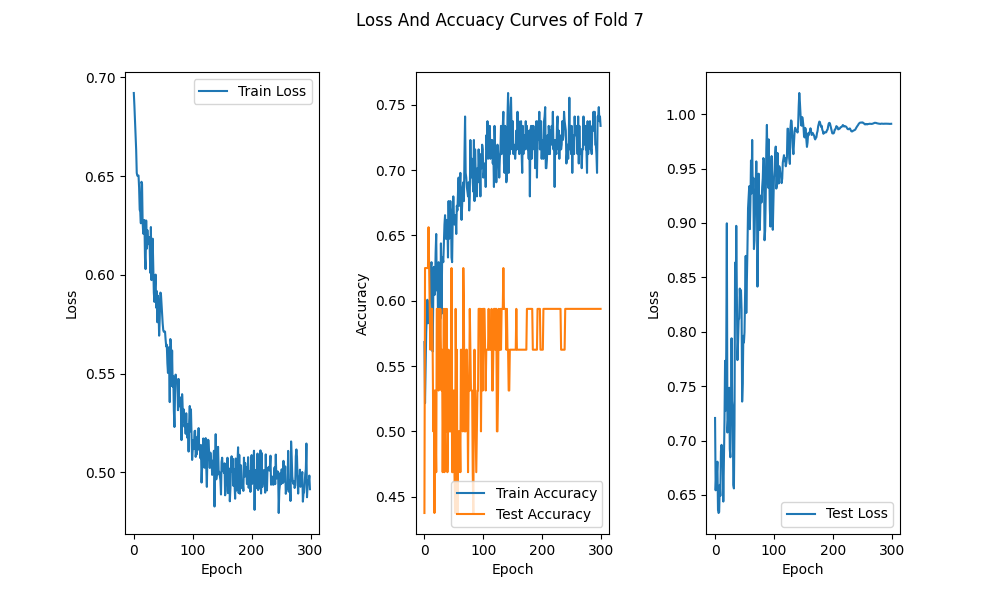 Loss And Accuacy Curves of Fold 7
0.70
0.65
0.60
0.55
0.50
0 100 200 300
Epoch
Loss
Train Loss
0.75
0.70
0.65
0.60
0.55
0.50
0.45
0 100 200 300
Epoch
Accuracy
Train Accuracy
Test Accuracy
1.00
0.95
0.90
0.85
0.80
0.75
0.70
0.65
0 100 200 300
Epoch
Loss
Test Loss